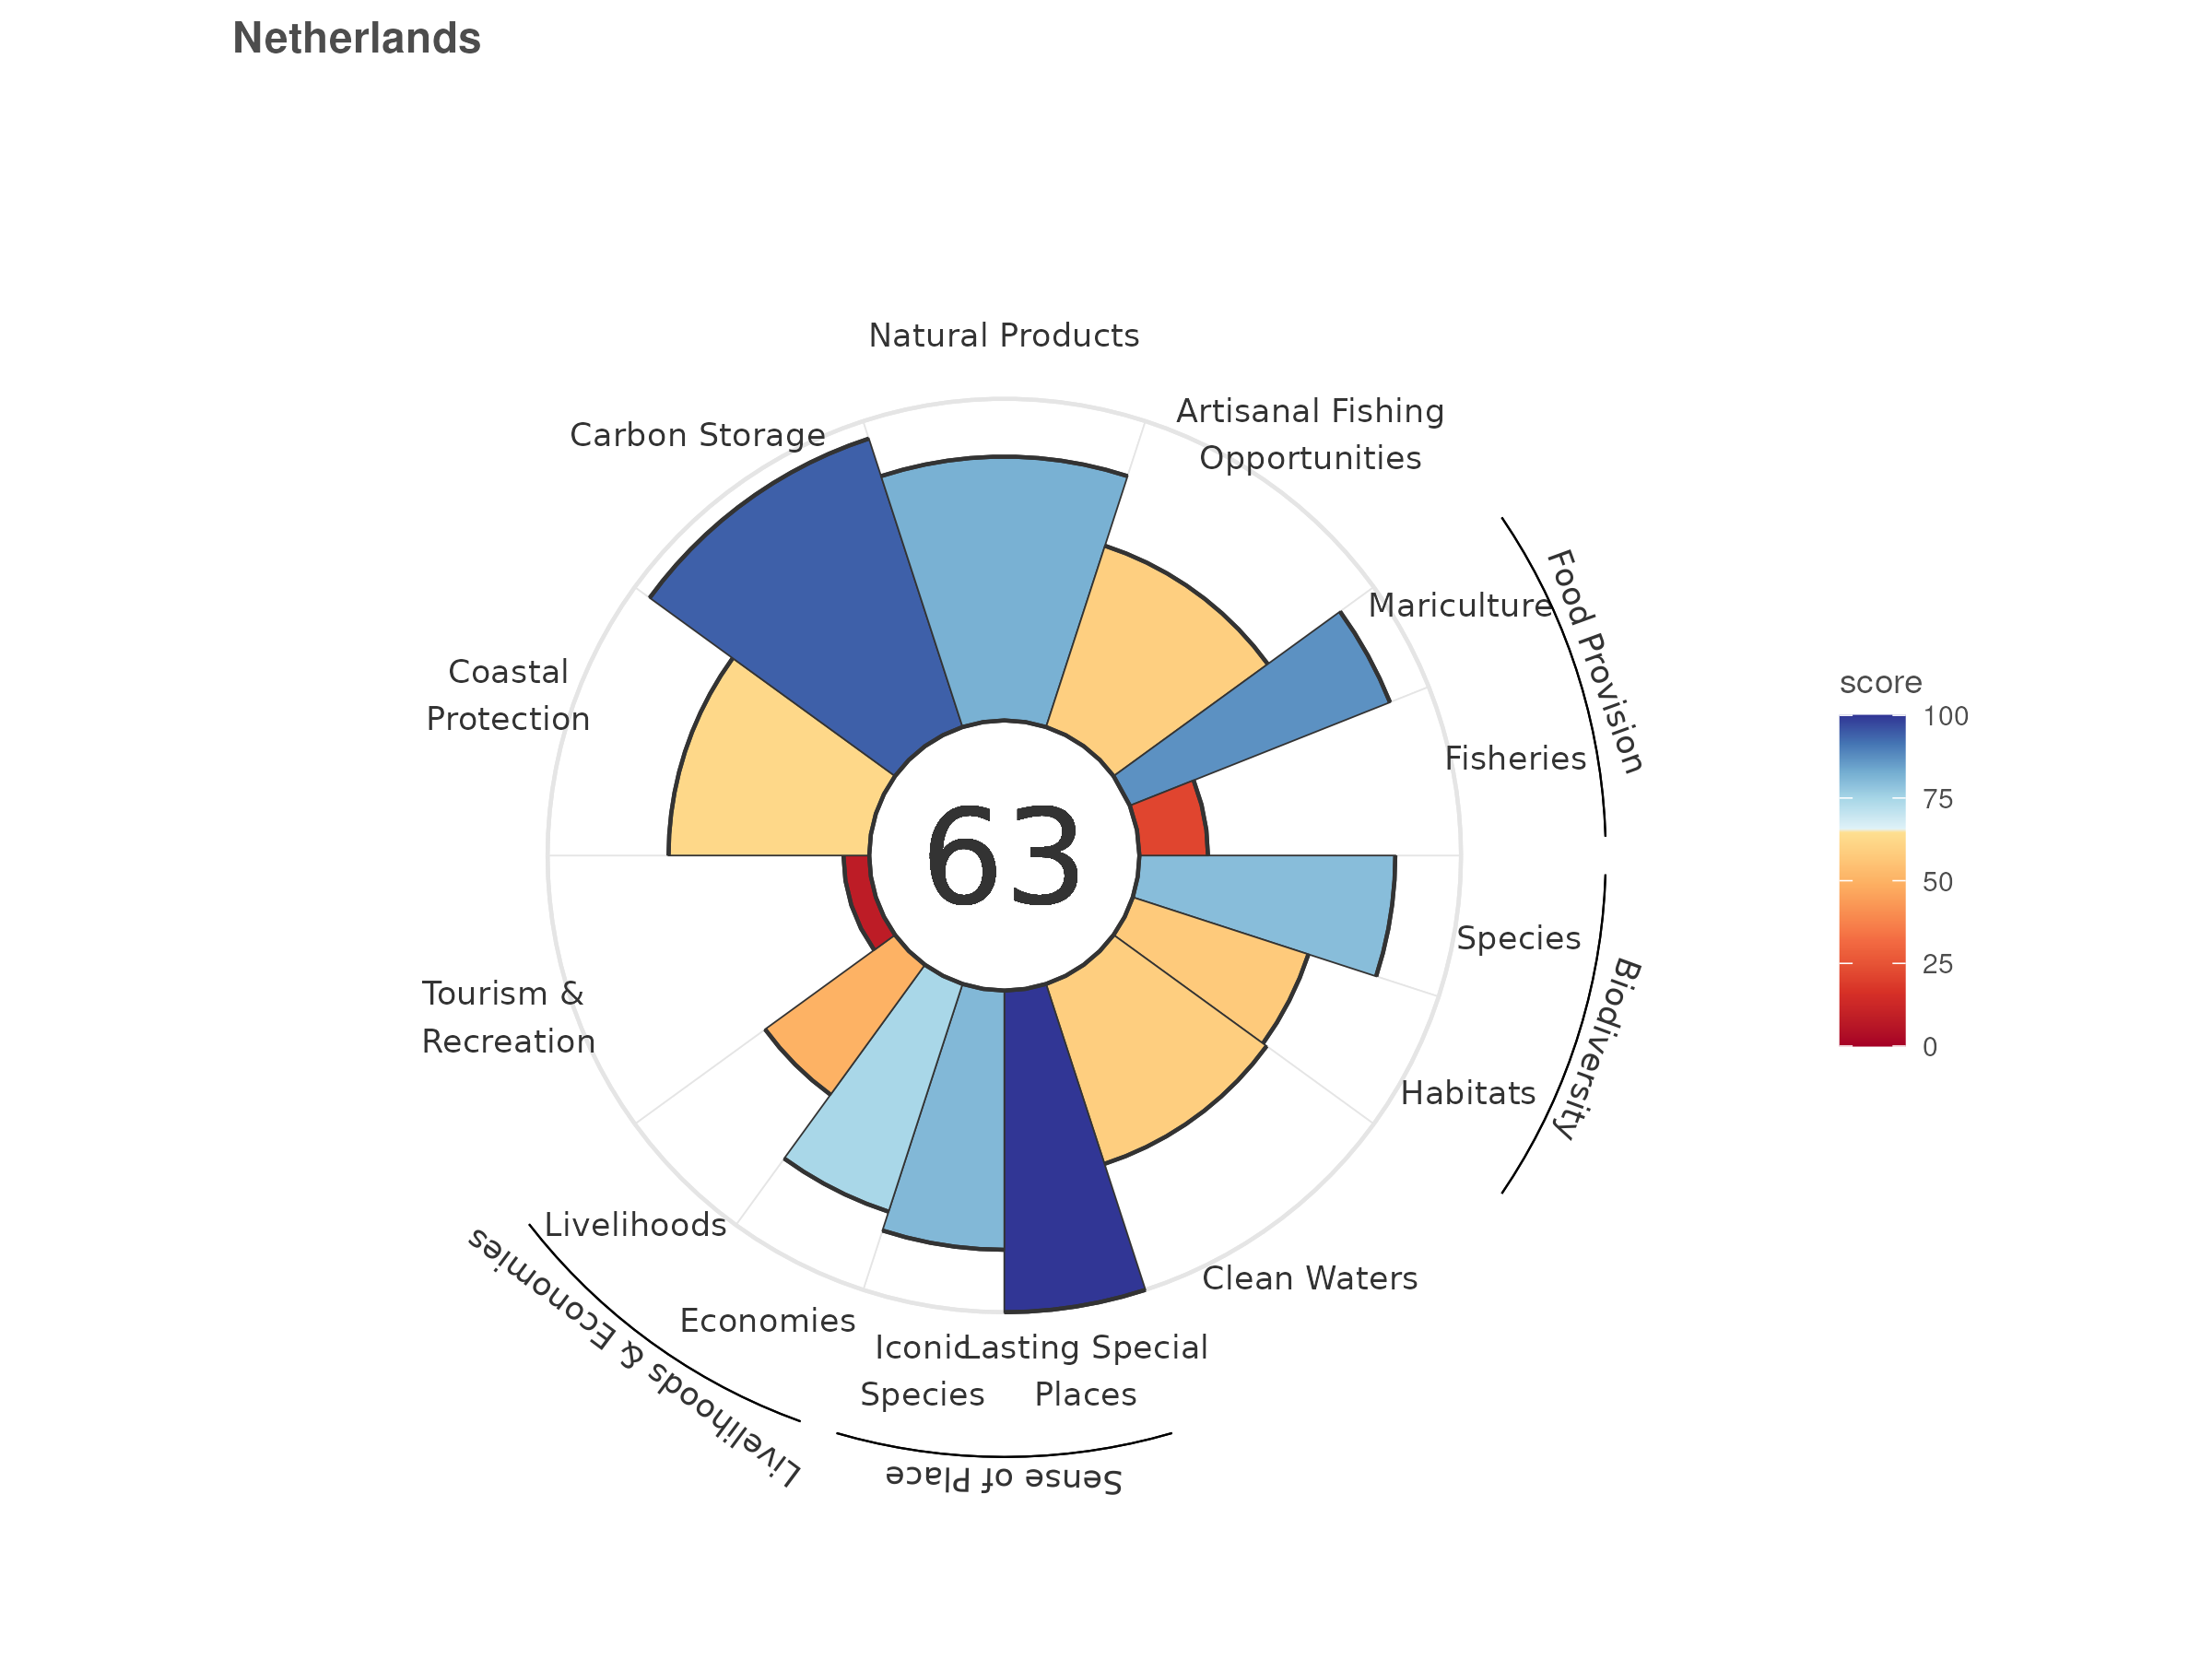 Netherlands
Natural Products
Artisanal Fishing
Opportunities
Carbon Storage
Mariculture
Food Provision
Coastal
Protection
Fisheries
63
score
100
75
50
25
0
Species
Biodiversity
Habitats
Tourism &
Recreation
Livelihoods
Clean Waters
Economies
Livelihoods & Economies
Iconic
Species
Lasting Special
Places
Sense of Place